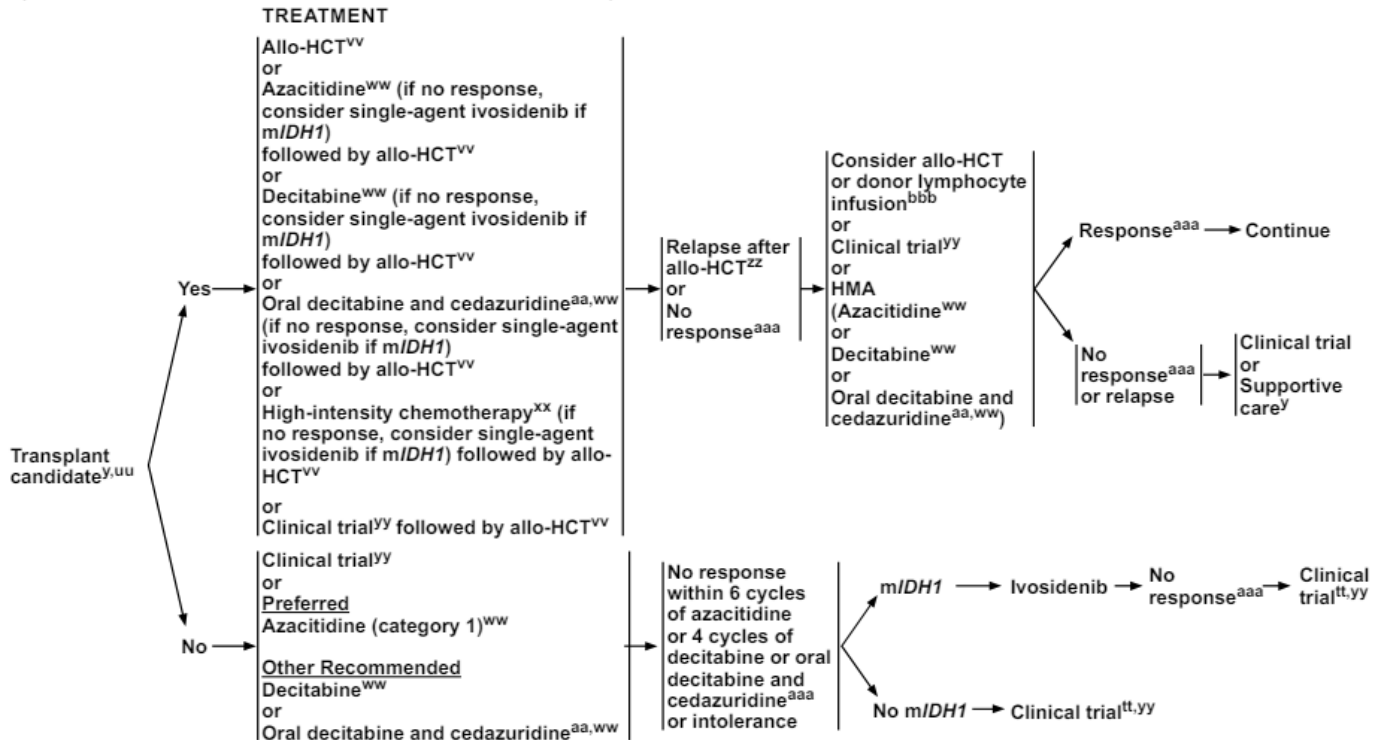 TREATMENT
Allo-HCTvv
or
Azacitidineww (if no response,
consider single-agent ivosidenib if
mIDH1)
followed by allo-HCTvv
or
Decitabineww (if no response,
consider single-agent ivosidenib if
mIDH1)
followed by allo-HCTvv
or
Oral decitabine and cedazuridineaa,ww
(if no response, consider single-agent
ivosidenib if mIDH1)
followed by allo-HCTvv
or
High-intensity chemotherapyxx (if
no response, consider single-agent
ivosidenib if mIDH1) followed by allo-
HCTvv
or
Clinical trialyy followed by allo-HCTvv
Yes
Relapse after
allo-HCTzz
or
No
responseaaa
Consider allo-HCT
or donor lymphocyte
infusionbbb
or
Clinical trialyy
or
HMA
(Azacitidineww
or
Decitabineww
or
Oral decitabine and
cedazuridineaa,ww)
Responseaaa
Continue
No
responseaaa
or relapse
Clinical trial
or
Supportive
carey
Transplant
candidatey,uu
No
Clinical trialyy
or
Preferred
Azacitidine (category 1)ww
Other Recommended
Decitabineww
or
Oral decitabine and cedazuridineaa,ww
No response
within 6 cycles
of azacitidine
or 4 cycles of
decitabine or oral
decitabine and
cedazuridineaaa
or intolerance
mIDH1
Ivosidenib
No
responseaaa
Clinical
trialtt,yy
No mIDH1
Clinical trialtt,yy